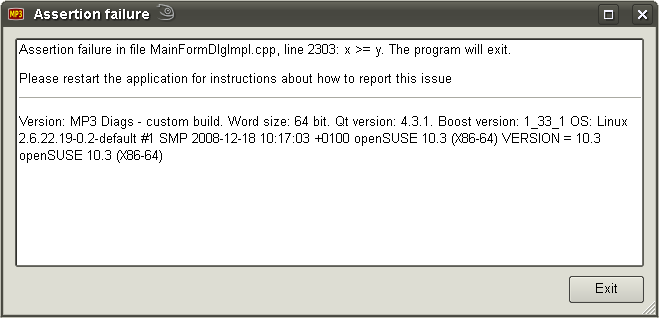 MP3 Assertion failure
Assertion failure in file MainFormDlgImpl.cpp, line 2303: x >= y. The program will exit.
Please restart the application for instructions about how to report this issue
Version: MP3 Diags - custom build. Word size: 64 bit. Qt version: 4.3.1. Boost version: 1_33_1 OS: Linux
2.6.22.19-0.2-default #1 SMP 2008-12-18 10:17:03 +0100 openSUSE 10.3 (X86-64) VERSION = 10.3
openSUSE 10.3 (X86-64)
Exit